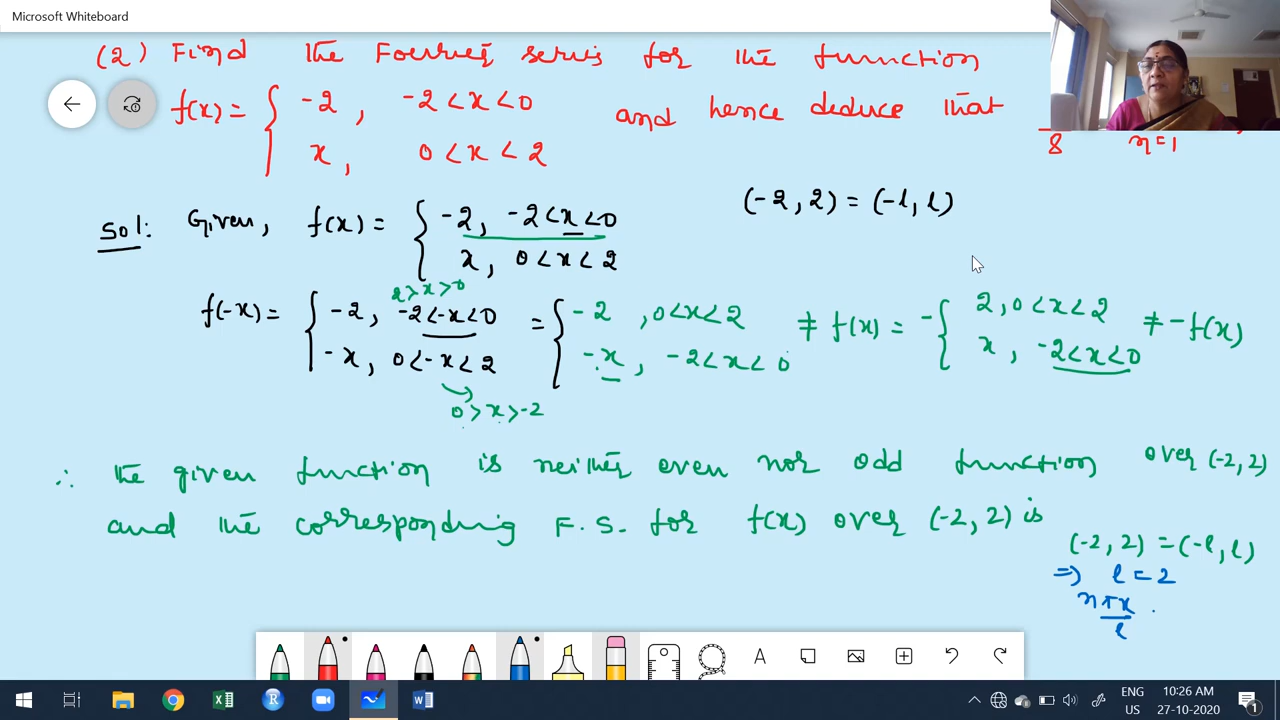 Microsoft Whiteboard
(2) Find the Fourier series for the function
f(x) = { -2, -2<x<0 and hence deduce that
x, 0<x<2 8 n=1 ,
Sol: Given, f(x) = { -2, -2<x<0 (-2, 2) = (-l, l)
x, 0<x<2
2>x>0
f(-x) = { -2, -2<-x<0 = { -2, 0<x<2 ≠ f(x) = -{ 2, 0<x<2 ≠ -f(x)
-x, 0<-x<2 -x, -2<x<0 x, -2<x<0
0>x>-2
∴ the given function is neither even nor odd function over (-2, 2)
and the corresponding F.S. for f(x) over (-2, 2) is
(-2, 2) = (-l, l)
⇒ l = 2
nπx
l
A
ENG
US
10:26 AM
27-10-2020
1